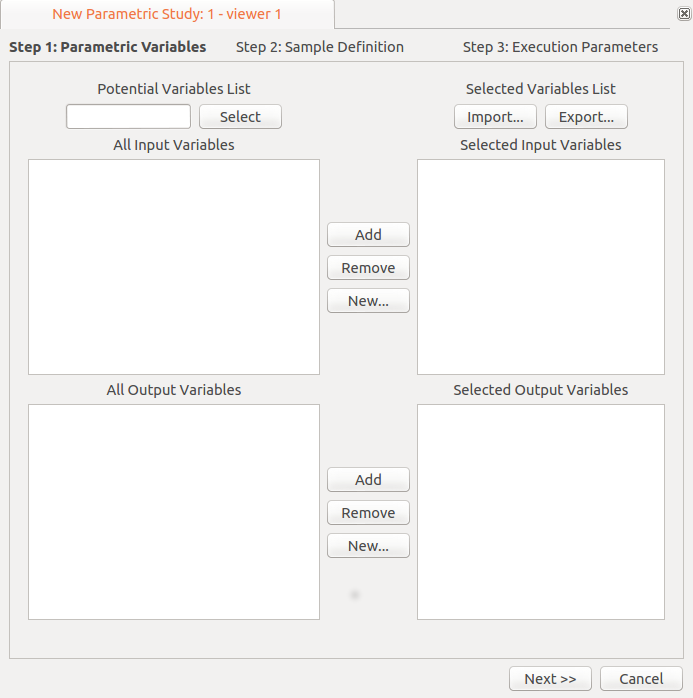 New Parametric Study: 1 - viewer 1
Step 1: Parametric Variables Step 2: Sample Definition Step 3: Execution Parameters
Potential Variables List Selected Variables List
Select Import... Export...
All Input Variables Selected Input Variables
Add
Remove
New...
All Output Variables Selected Output Variables
Add
Remove
New...
Next >> Cancel